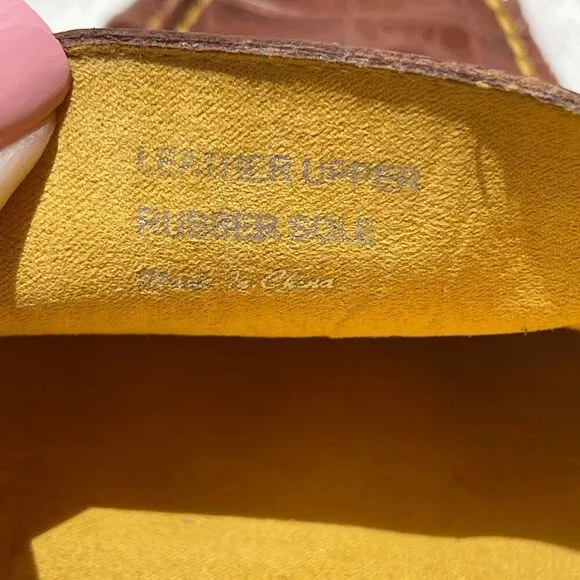 LEATHER UPPER
RUBBER SOLE
Made In China